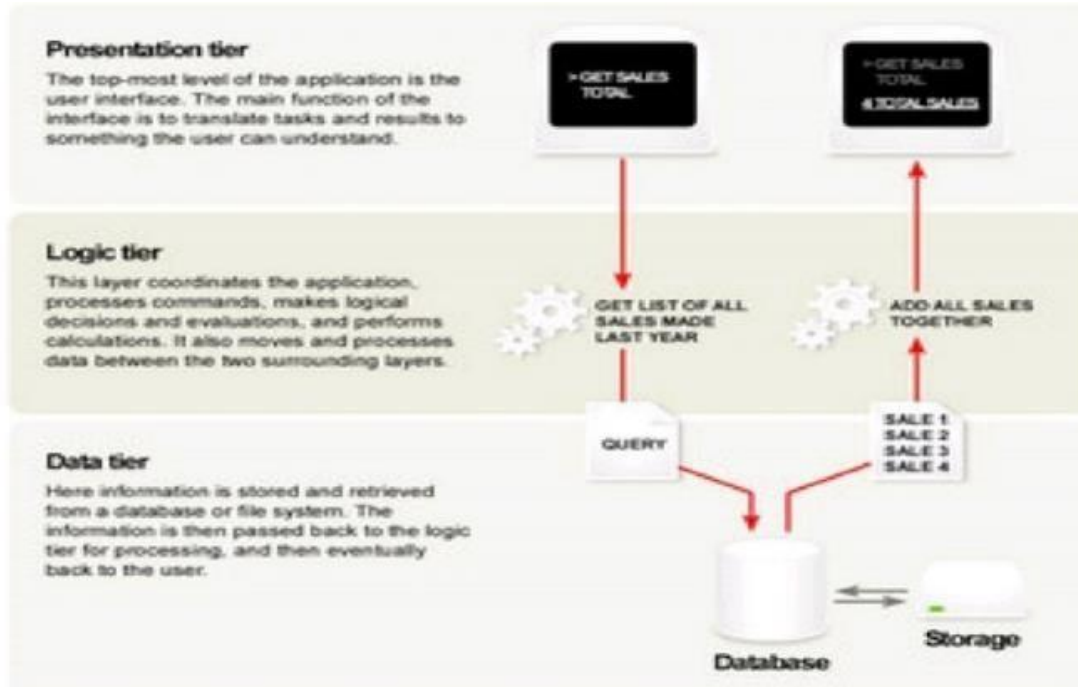 Presentation tier
The top-most level of the application is the
user interface. The main function of the
interface is to translate tasks and results to
something the user can understand.
> GET SALES
TOTAL
> GET SALES
TOTAL
4 TOTAL SALES
Logic tier
This layer coordinates the application,
processes commands, makes logical
decisions and evaluations, and performs
calculations. It also moves and processes
data between the two surrounding layers.
GET LIST OF ALL
SALES MADE
LAST YEAR
ADD ALL SALES
TOGETHER
QUERY
SALE 1
SALE 2
SALE 3
SALE 4
Data tier
Here information is stored and retrieved
from a database or file system. The
information is then passed back to the logic
tier for processing, and then eventually
back to the user.
Database
Storage